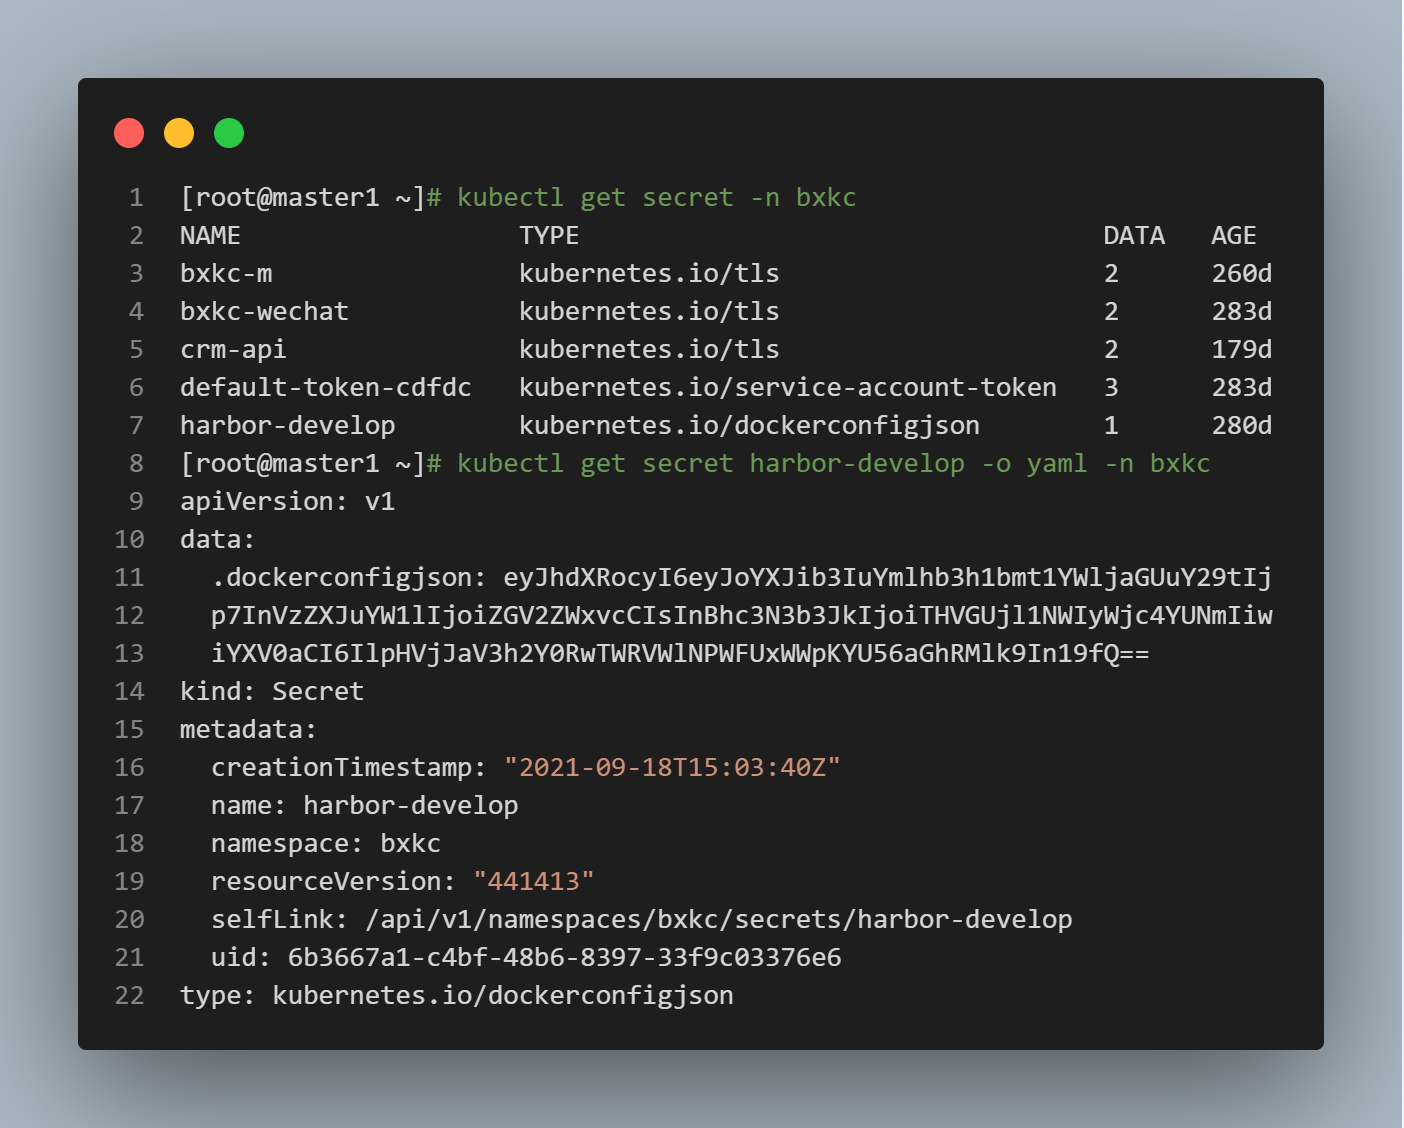 1 [root@master1 ~]# kubectl get secret -n bxkc
2 NAME TYPE DATA AGE
3 bxkc-m kubernetes.io/tls 2 260d
4 bxkc-wechat kubernetes.io/tls 2 283d
5 crm-api kubernetes.io/tls 2 179d
6 default-token-cdfdc kubernetes.io/service-account-token 3 283d
7 harbor-develop kubernetes.io/dockerconfigjson 1 280d
8 [root@master1 ~]# kubectl get secret harbor-develop -o yaml -n bxkc
9 apiVersion: v1
10 data:
11 .dockerconfigjson: eyJhdXRocyI6eyJoYXJib3IuYmlhb3h1bmt1YWljaGUuY29tIj
12 p7InVzZXJuYW1lIjoiZGV2ZWxvcCIsInBhc3N3b3JkIjoiTHVGUjl1NWIyWjc4YUNmIiw
13 iYXV0aCI6IlpHVjJaV3h2Y0RwTWRVWlNPWFUxWWpKYU56aGhRMlk9In19fQ==
14 kind: Secret
15 metadata:
16 creationTimestamp: "2021-09-18T15:03:40Z"
17 name: harbor-develop
18 namespace: bxkc
19 resourceVersion: "441413"
20 selfLink: /api/v1/namespaces/bxkc/secrets/harbor-develop
21 uid: 6b3667a1-c4bf-48b6-8397-33f9c03376e6
22 type: kubernetes.io/dockerconfigjson